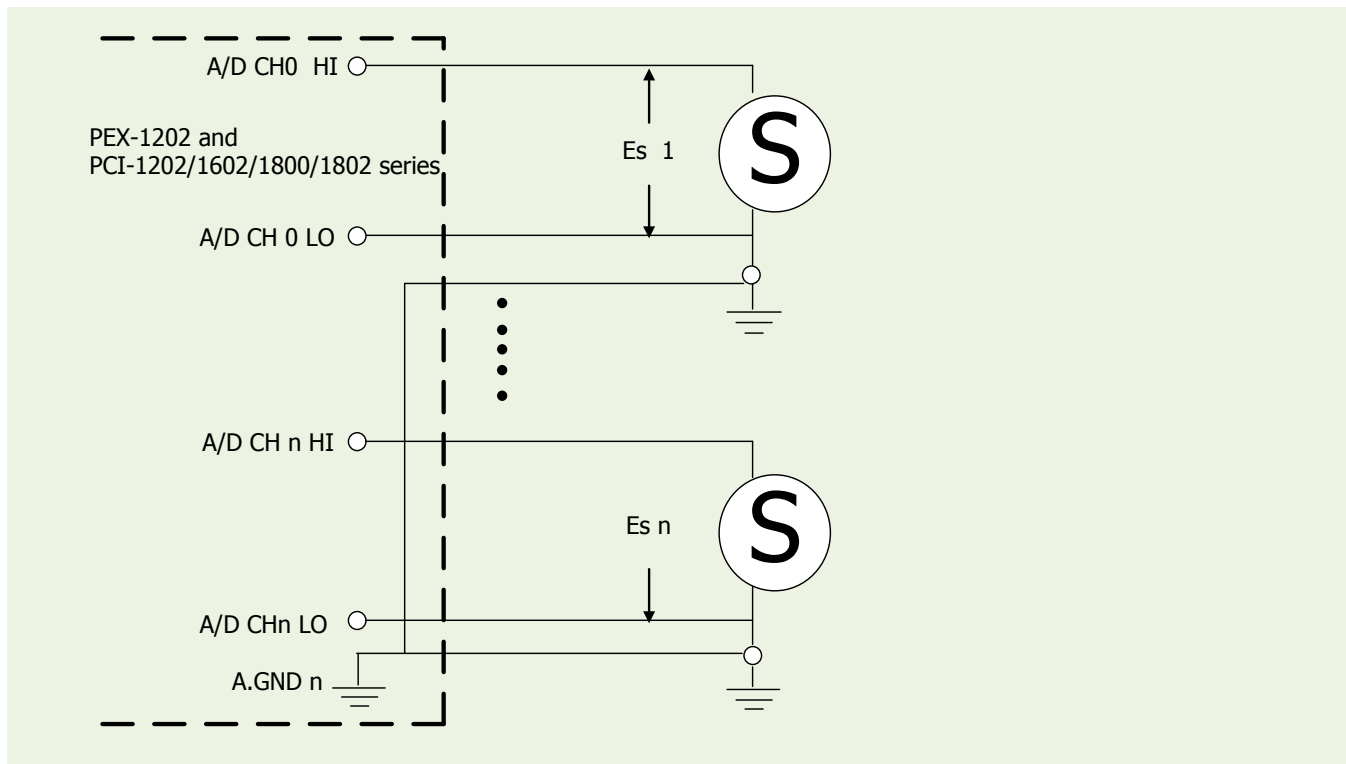 A/D CH0 HI
PEX-1202 and
PCI-1202/1602/1800/1802 series
Es 1
S
A/D CH 0 LO
A/D CH n HI
Es n
S
A/D CHn LO
A.GND n